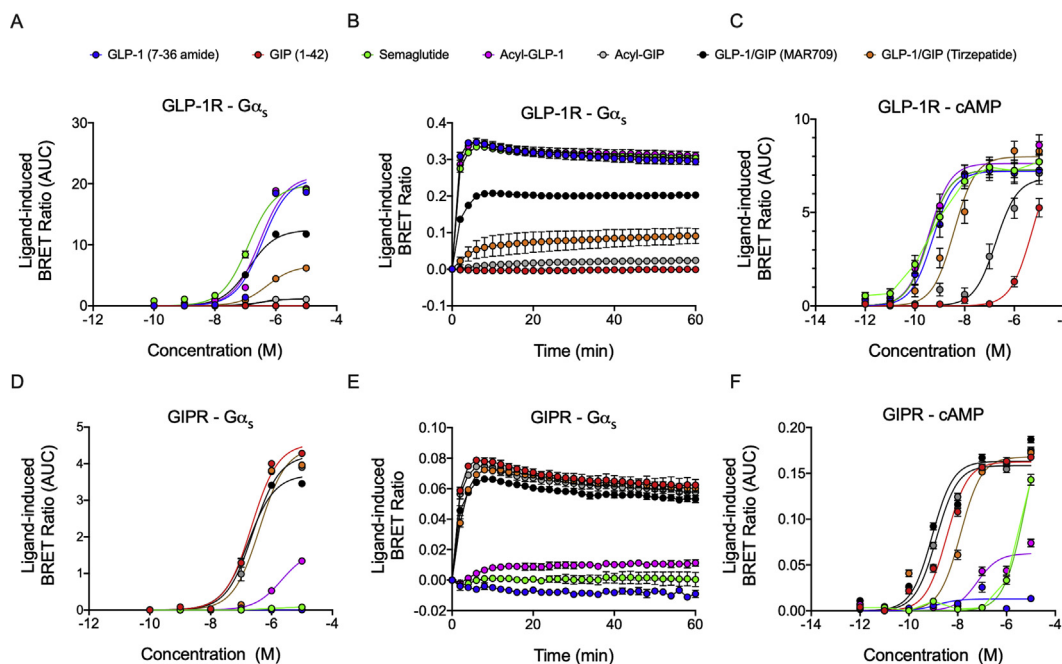 A
B
C
GLP-1 (7-36 amide)
GIP (1-42)
Semaglutide
Acyl-GLP-1
Acyl-GIP
GLP-1/GIP (MAR709)
GLP-1/GIP (Tirzepatide)
GLP-1R - Gαs
Ligand-induced
BRET Ratio (AUC)
30
20
10
0
-12
-10
-8
-6
-4
Concentration (M)
GLP-1R - Gαs
Ligand-induced
BRET Ratio
0.4
0.3
0.2
0.1
0.0
-0.1
0
20
40
60
Time (min)
GLP-1R - cAMP
Ligand-induced
BRET Ratio (AUC)
8
6
4
2
0
-14
-12
-10
-8
-6
-4
Concentration (M)
D
E
F
GIPR - Gαs
Ligand-induced
BRET Ratio (AUC)
5
4
3
2
1
0
-12
-10
-8
-6
-4
Concentration (M)
GIPR - Gαs
Ligand-induced
BRET Ratio
0.10
0.08
0.06
0.04
0.02
0.00
-0.02
0
20
40
60
Time (min)
GIPR - cAMP
Ligand-induced
BRET Ratio (AUC)
0.20
0.15
0.10
0.05
0.00
-12
-10
-8
-6
-4
Concentration (M)